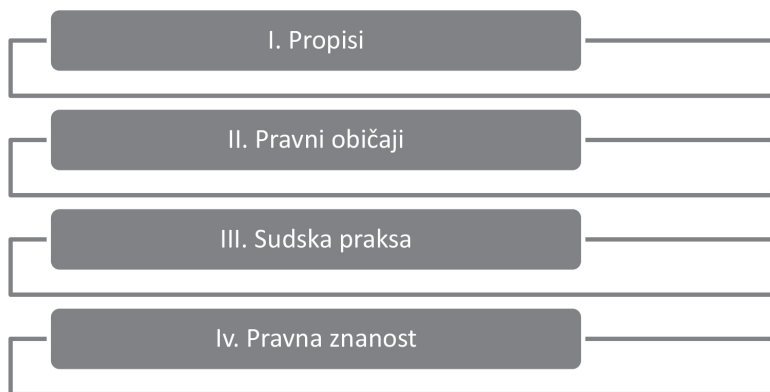 I. Propisi
II. Pravni običaji
III. Sudska praksa
Iv. Pravna znanost